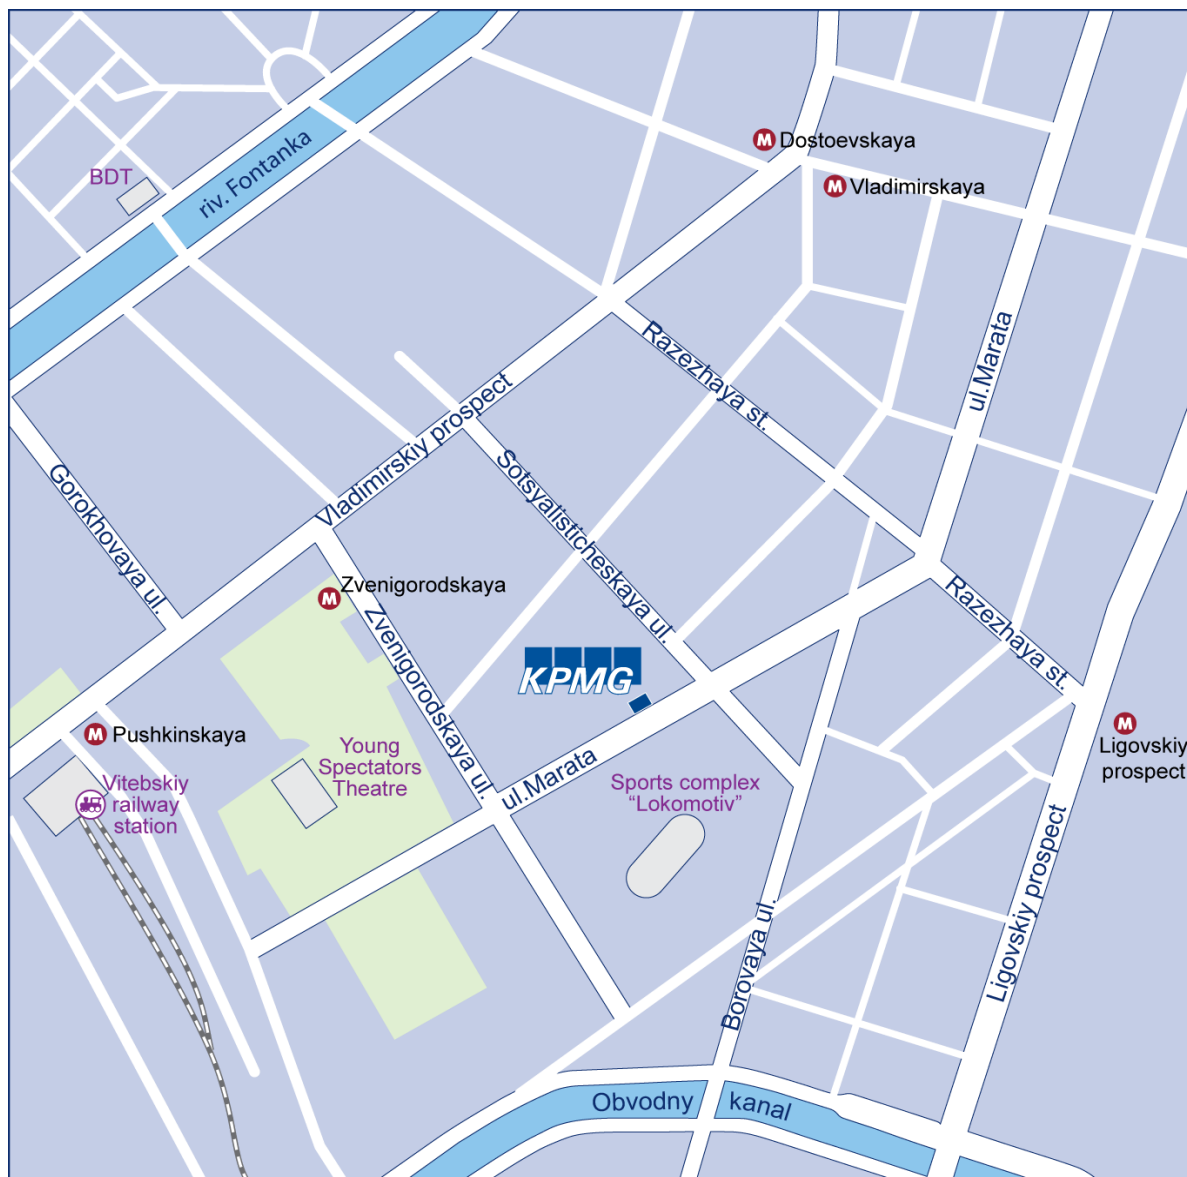 Dostoevskaya
Vladimirskaya
BDT
riv. Fontanka
ul.Marata
Razezhaya st.
Vladimirskiy prospect
Sotsyalisticheskaya ul.
Gorokhovaya ul.
Zvenigorodskaya
Zvenigorodskaya ul.
Razezhaya st.
KPMG
Pushkinskaya
Ligovskiy
prospect
Young
Spectators
Theatre
Vitebskiy
railway
station
ul.Marata
Sports complex
“Lokomotiv”
Ligovskiy prospect
Borovaya ul.
Obvodny kanal
M
M
M
M
M